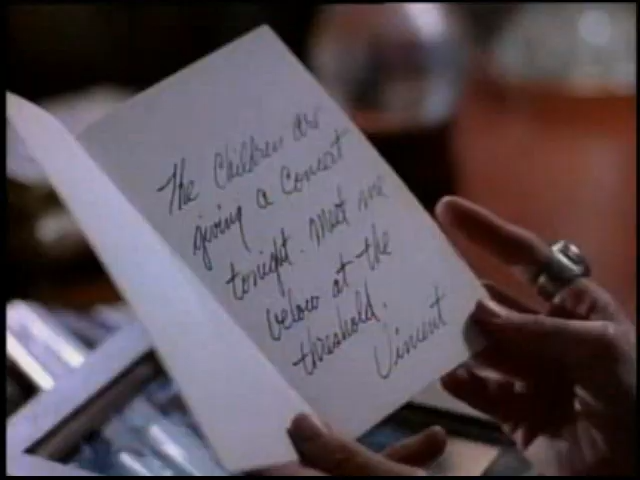 The Children are
giving a Concert
tonight. Meet me
below at the
threshold.
Vincent